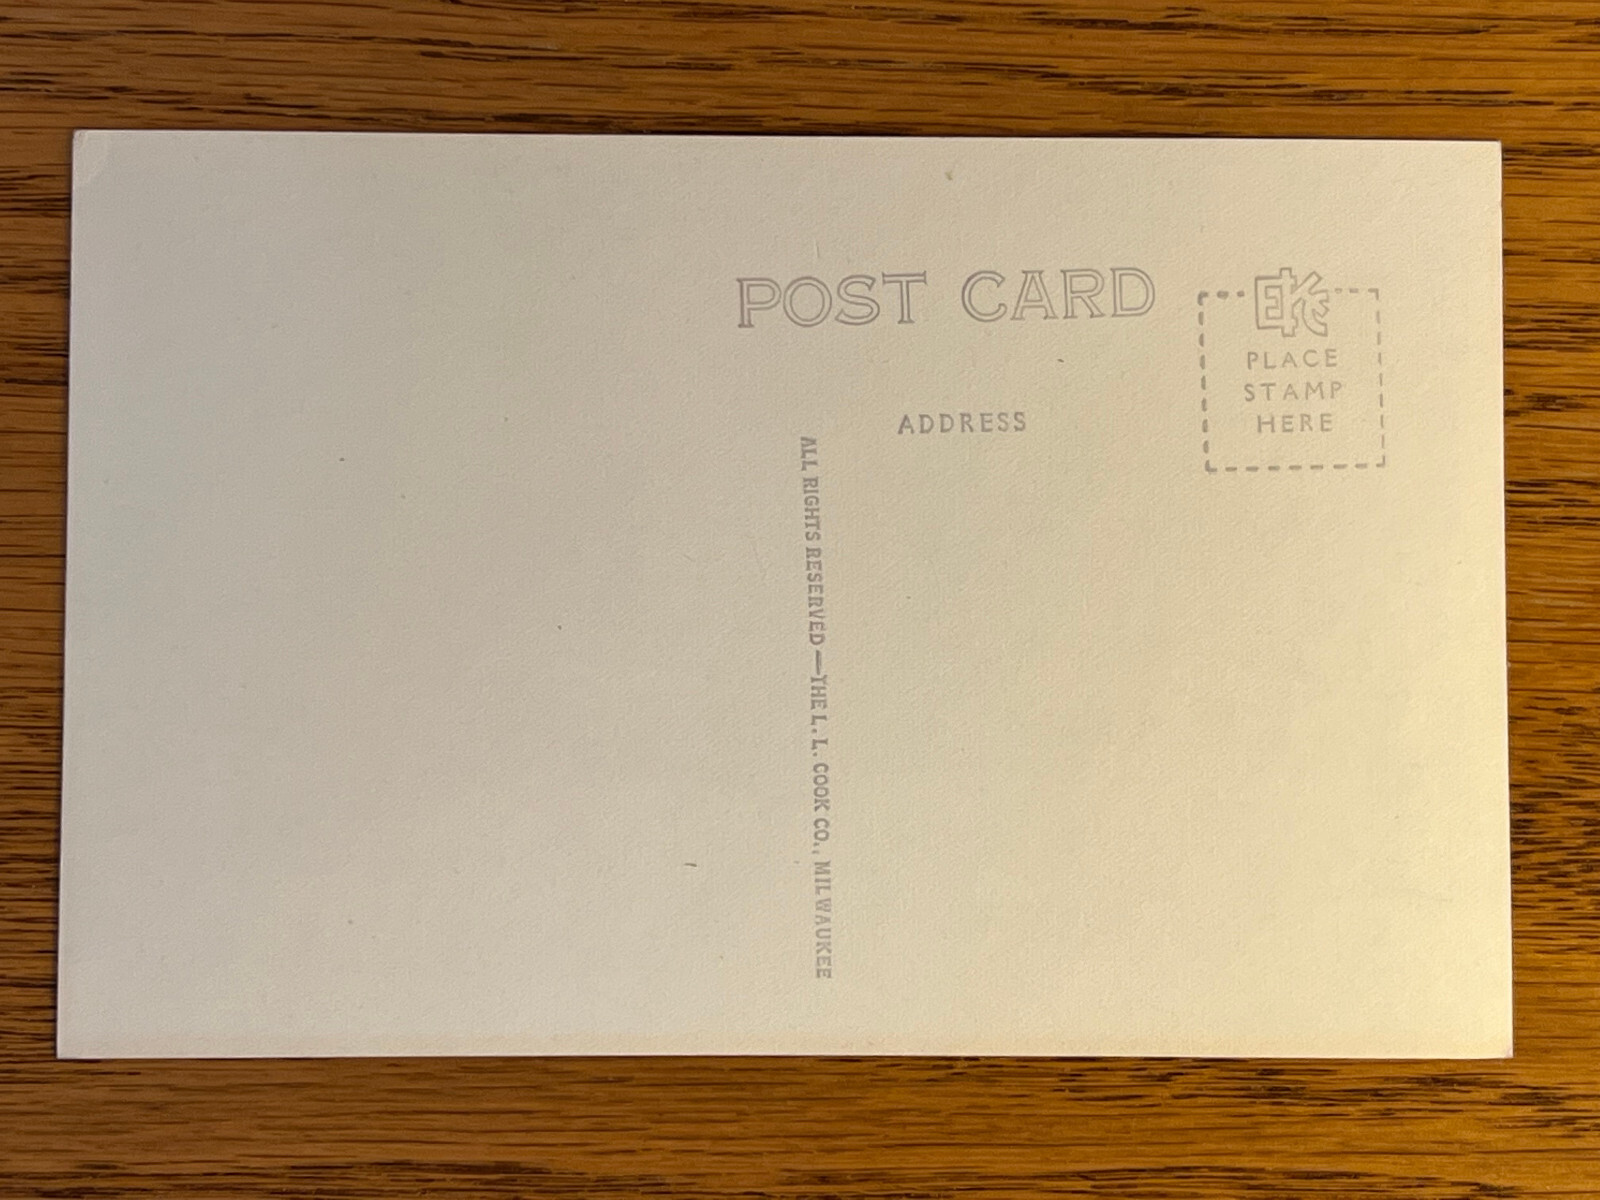 POST CARD
EKC
PLACE
STAMP
HERE
ADDRESS
ALL RIGHTS RESERVED—THE L. L. COOK CO., MILWAUKEE